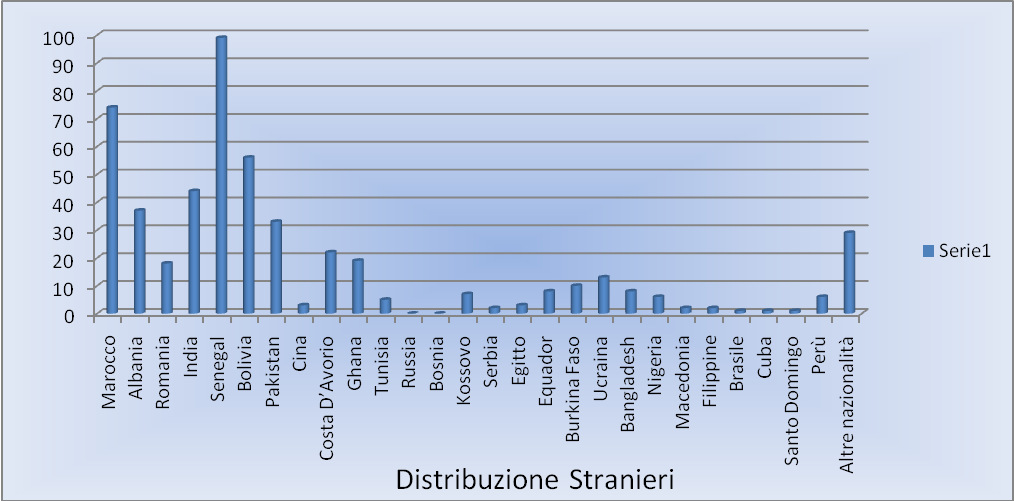 100
90
80
70
60
50
40
30
20
10
0
Marocco
Albania
Romania
India
Senegal
Bolivia
Pakistan
Cina
Costa D'Avorio
Ghana
Tunisia
Russia
Bosnia
Kossovo
Serbia
Egitto
Equador
Burkina Faso
Ucraina
Bangladesh
Nigeria
Macedonia
Filippine
Brasile
Cuba
Santo Domingo
Perù
Altre nazionalità
Serie1
Distribuzione Stranieri